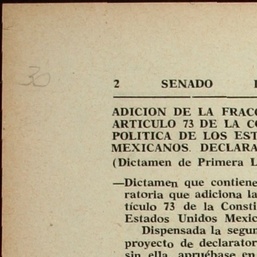 30
2 SENADO
ADICION DE LA FRAC
ARTICULO 73 DE LA CO
POLITICA DE LOS EST
MEXICANOS. DECLARA
(Dictamen de Primera L
—Dictamen que contiene
ratoria que adiciona la
tículo 73 de la Consti
Estados Unidos Mexic
Dispensada la segun
proyecto de declarator
sin ella, apruébase en